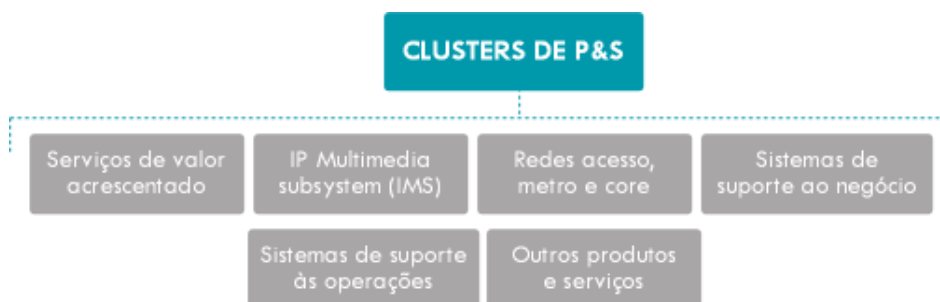 CLUSTERS DE P&S
Serviços de valor
acrescentado
IP Multimedia
subsystem (IMS)
Redes acesso,
metro e core
Sistemas de
suporte ao negócio
Sistemas de suporte
às operações
Outros produtos
e serviços